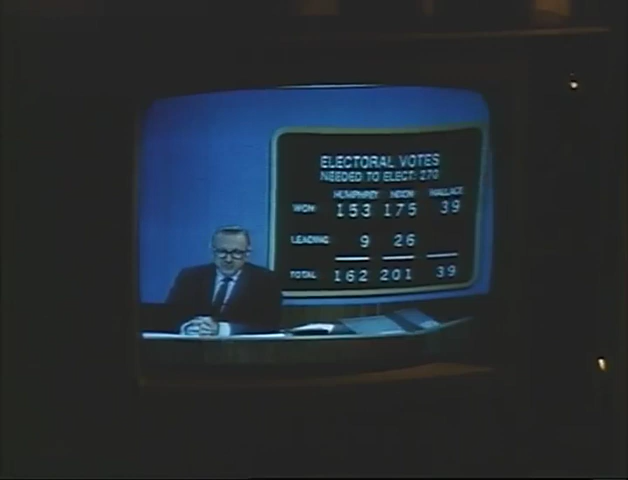 ELECTORAL VOTES
NEEDED TO ELECT: 270
HUMPHREY NIXON WALLACE
WON 153 175 39
LEADING 9 26
TOTAL 162 201 39